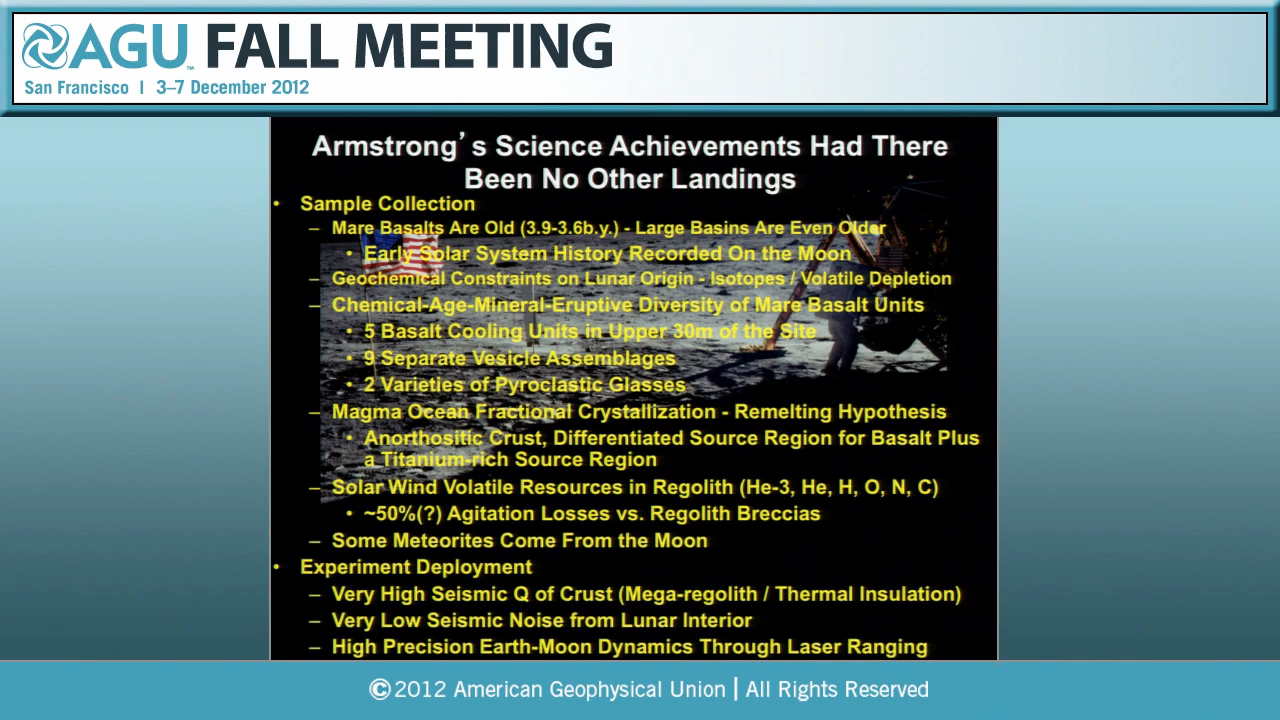 AGU™ FALL MEETING
San Francisco | 3–7 December 2012
Armstrong’s Science Achievements Had There
Been No Other Landings
• Sample Collection
– Mare Basalts Are Old (3.9-3.6b.y.) - Large Basins Are Even Older
• Early Solar System History Recorded On the Moon
– Geochemical Constraints on Lunar Origin - Isotopes / Volatile Depletion
– Chemical-Age-Mineral-Eruptive Diversity of Mare Basalt Units
• 5 Basalt Cooling Units in Upper 30m of the Site
• 9 Separate Vesicle Assemblages
• 2 Varieties of Pyroclastic Glasses
– Magma Ocean Fractional Crystallization - Remelting Hypothesis
• Anorthositic Crust, Differentiated Source Region for Basalt Plus
a Titanium-rich Source Region
– Solar Wind Volatile Resources in Regolith (He-3, He, H, O, N, C)
• ~50%(?) Agitation Losses vs. Regolith Breccias
– Some Meteorites Come From the Moon
• Experiment Deployment
– Very High Seismic Q of Crust (Mega-regolith / Thermal Insulation)
– Very Low Seismic Noise from Lunar Interior
– High Precision Earth-Moon Dynamics Through Laser Ranging
©2012 American Geophysical Union | All Rights Reserved